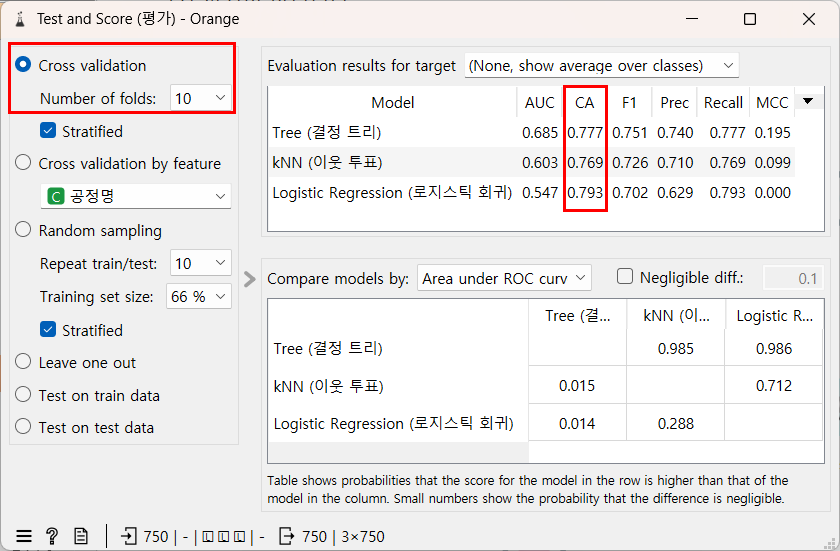 Test and Score (평가) - Orange
Cross validation
Number of folds: 10
Stratified
Cross validation by feature
C 공정명
Random sampling
Repeat train/test: 10
Training set size: 66 %
Stratified
Leave one out
Test on train data
Test on test data
Evaluation results for target (None, show average over classes)
Model AUC CA F1 Prec Recall MCC
Tree (결정 트리) 0.685 0.777 0.751 0.740 0.777 0.195
kNN (이웃 투표) 0.603 0.769 0.726 0.710 0.769 0.099
Logistic Regression (로지스틱 회귀) 0.547 0.793 0.702 0.629 0.793 0.000
Compare models by: Area under ROC curv Negligible diff.: 0.1
Tree (결... kNN (이... Logistic R...
Tree (결정 트리) 0.985 0.986
kNN (이웃 투표) 0.015 0.712
Logistic Regression (로지스틱 회귀) 0.014 0.288
Table shows probabilities that the score for the model in the row is higher than that of the
model in the column. Small numbers show the probability that the difference is negligible.
750 | - | | - 750 | 3×750